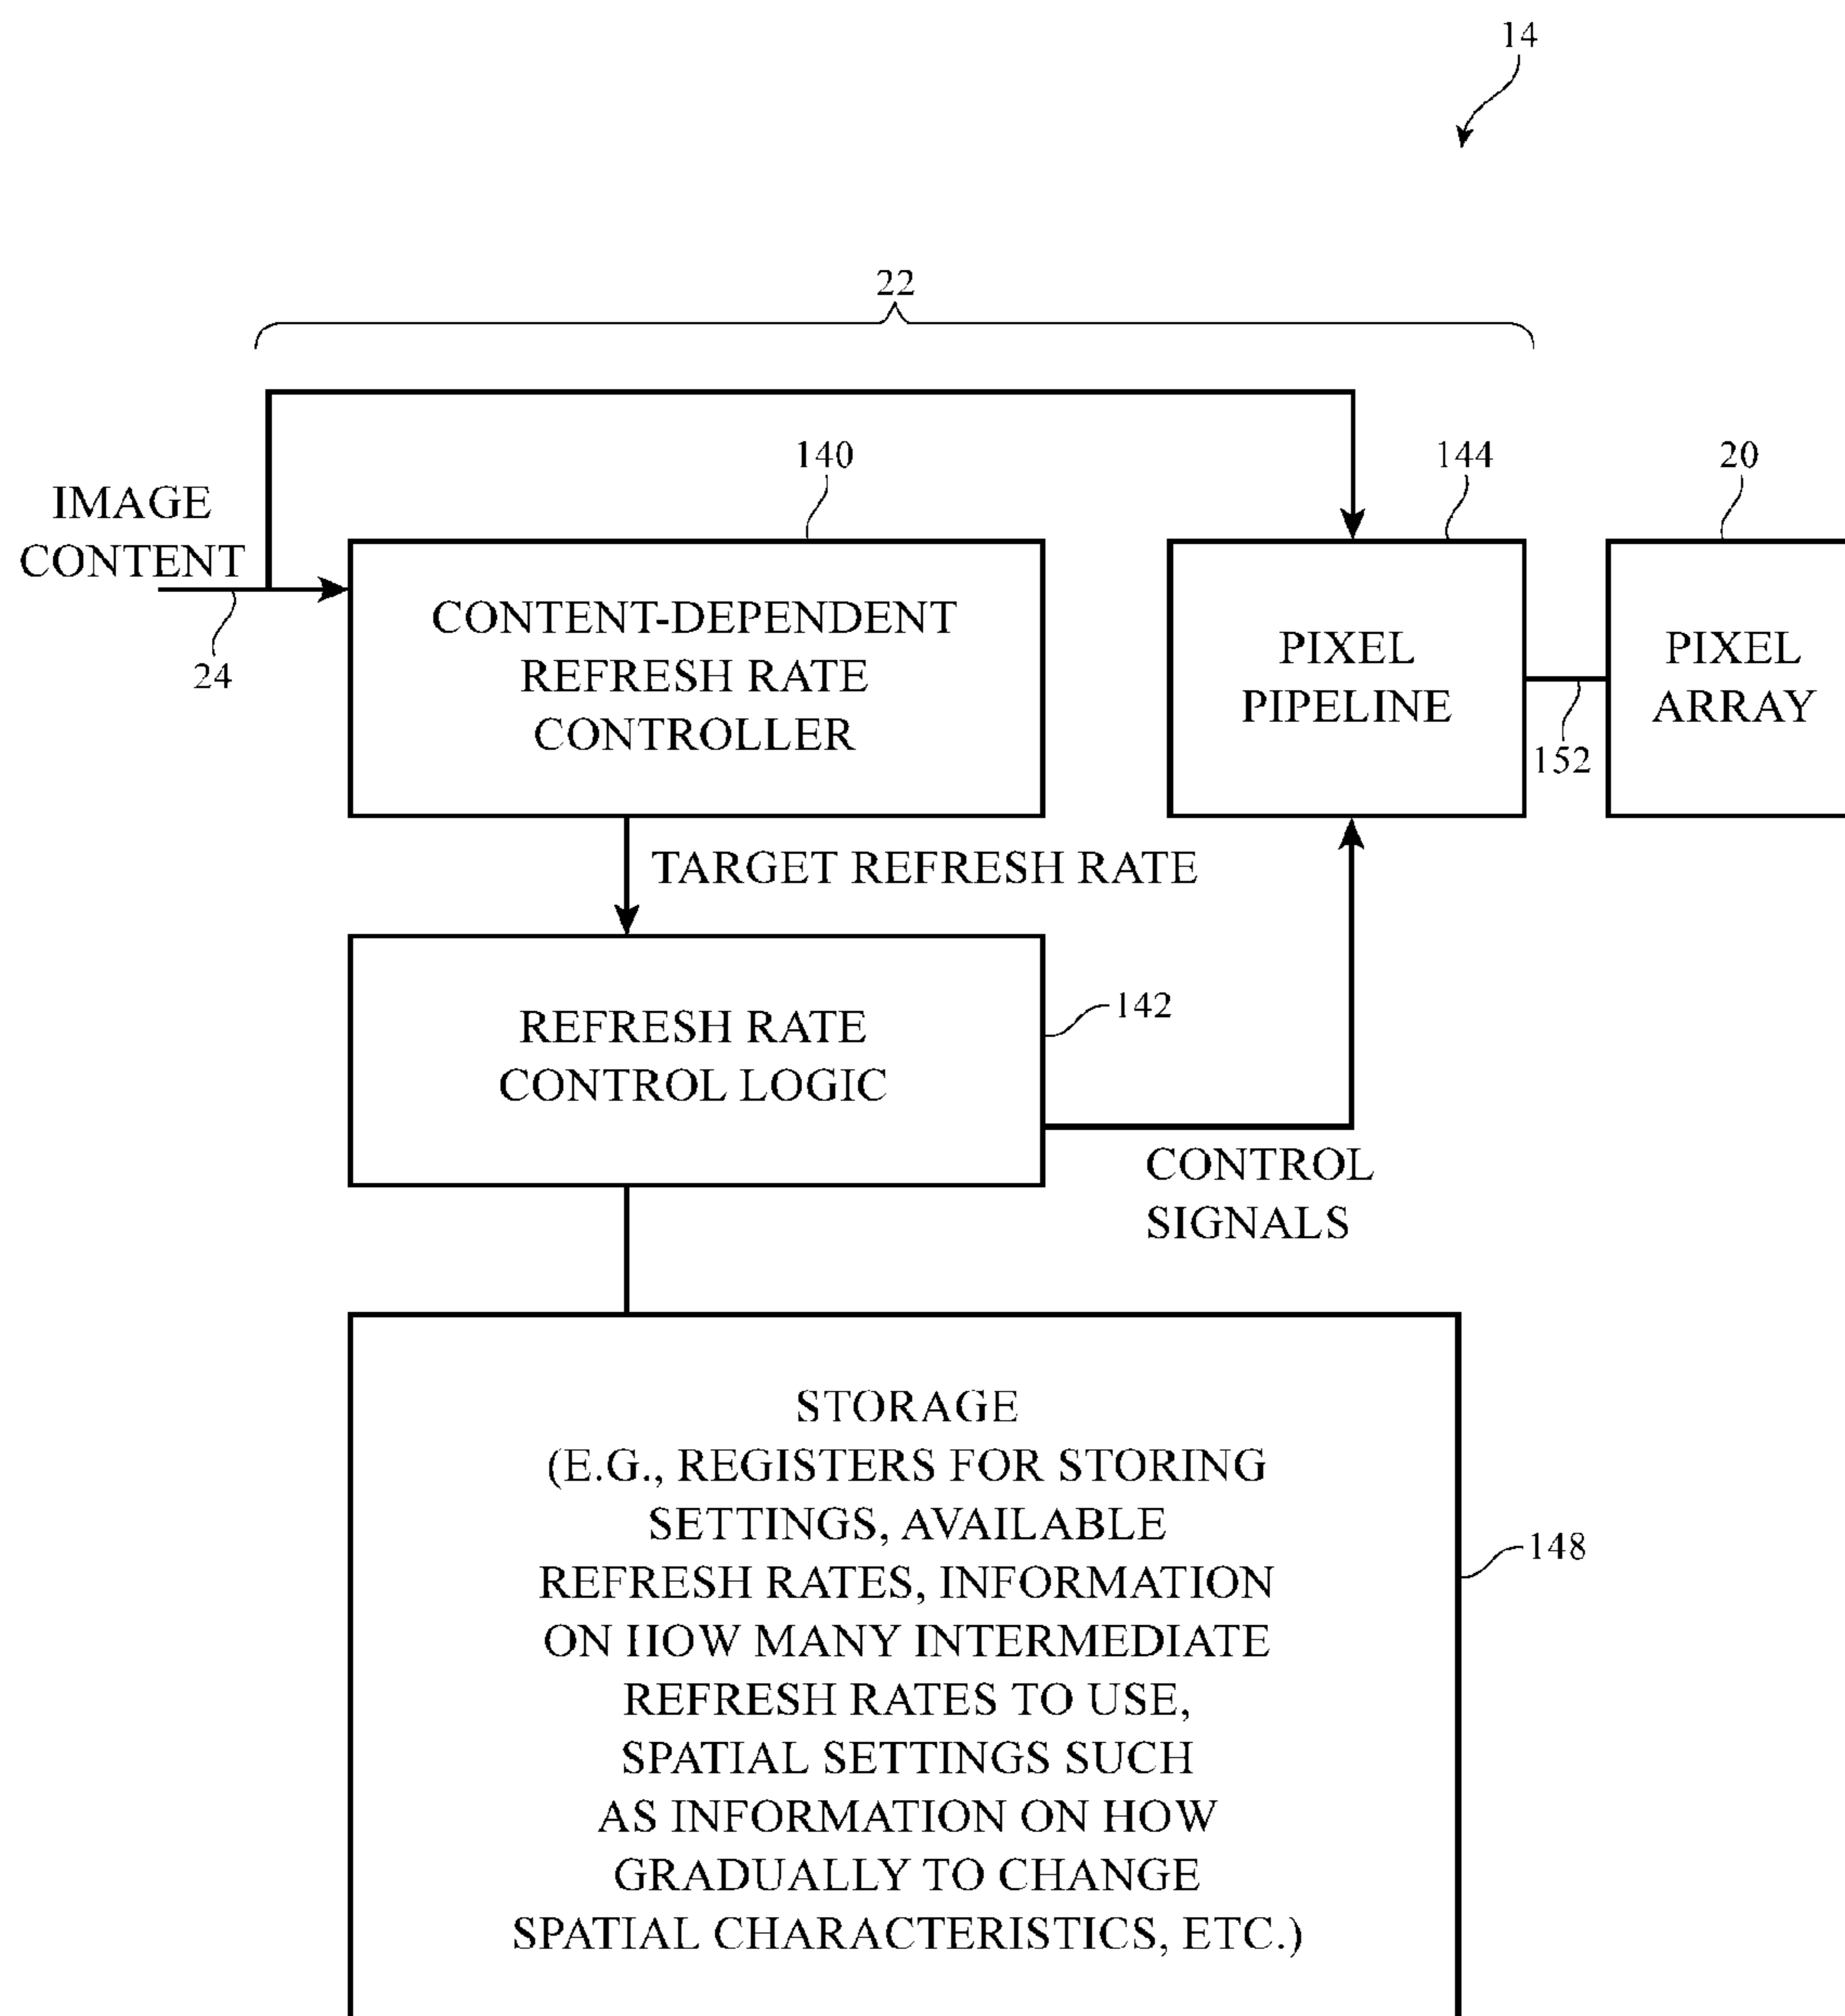 14
22
140
144
20
IMAGE
CONTENT
24
CONTENT-DEPENDENT
REFRESH RATE
CONTROLLER
PIXEL
PIPELINE
152
PIXEL
ARRAY
TARGET REFRESH RATE
REFRESH RATE
CONTROL LOGIC
142
CONTROL
SIGNALS
STORAGE
(E.G., REGISTERS FOR STORING
SETTINGS, AVAILABLE
REFRESH RATES, INFORMATION
ON HOW MANY INTERMEDIATE
REFRESH RATES TO USE,
SPATIAL SETTINGS SUCH
AS INFORMATION ON HOW
GRADUALLY TO CHANGE
SPATIAL CHARACTERISTICS, ETC.)
148